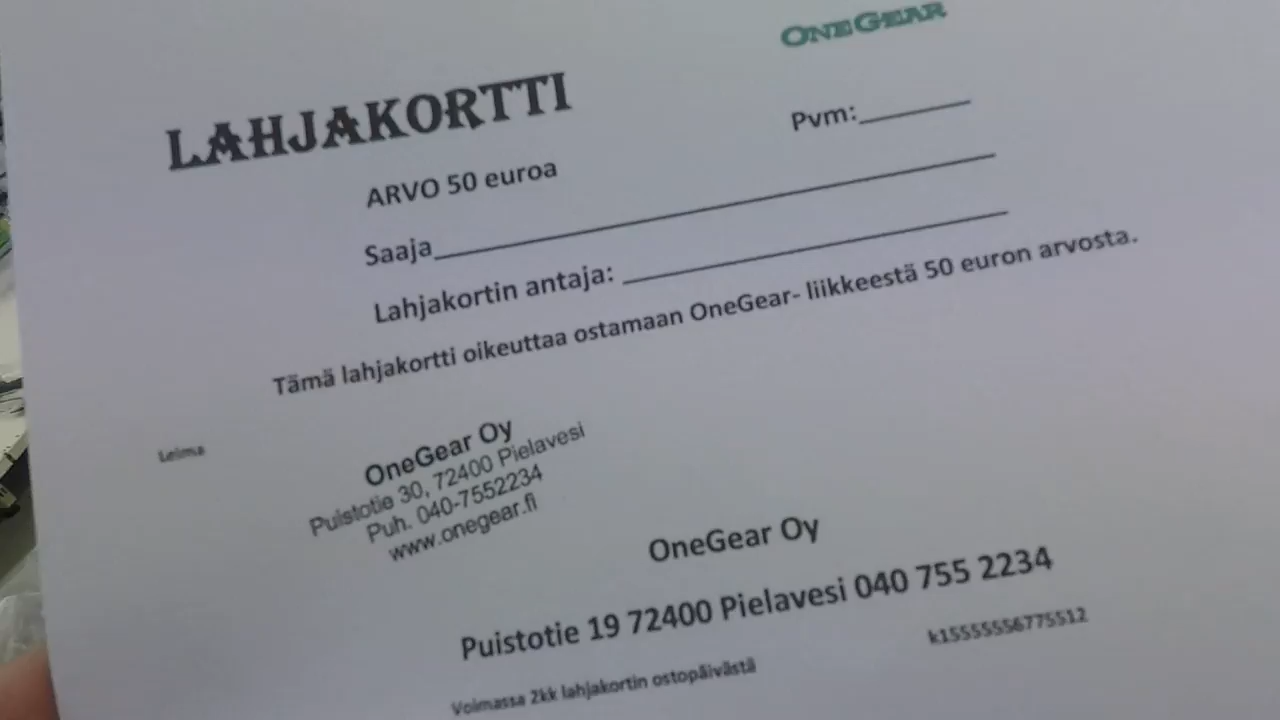 ONEGEAR
LAHJAKORTTI
Pvm:
ARVO 50 euroa
Saaja
Lahjakortin antaja:
Tämä lahjakortti oikeuttaa ostamaan OneGear- liikkeestä 50 euron arvosta.
Leima
OneGear Oy
Puistotie 30, 72400 Pielavesi
Puh. 040-7552234
www.onegear.fi
OneGear Oy
Puistotie 19 72400 Pielavesi 040 755 2234
k15555556775512
Voimassa 2kk lahjakortin ostopäivästä